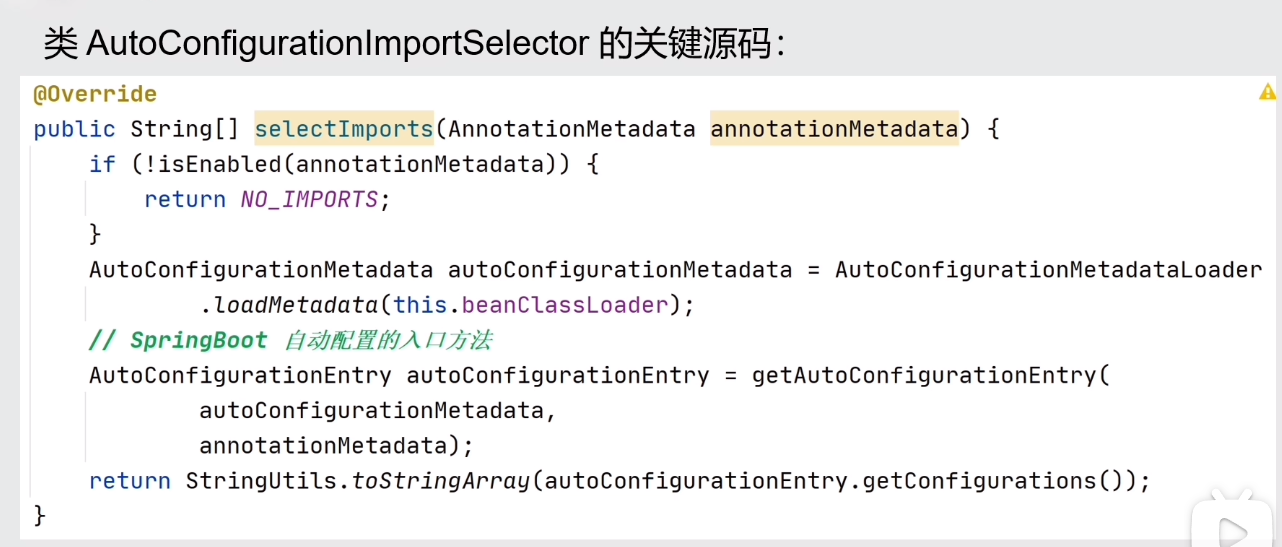 类 AutoConfigurationImportSelector 的关键源码：
@Override
public String[] selectImports(AnnotationMetadata annotationMetadata) {
if (!isEnabled(annotationMetadata)) {
return NO_IMPORTS;
}
AutoConfigurationMetadata autoConfigurationMetadata = AutoConfigurationMetadataLoader
.loadMetadata(this.beanClassLoader);
// SpringBoot 自动配置的入口方法
AutoConfigurationEntry autoConfigurationEntry = getAutoConfigurationEntry(
autoConfigurationMetadata,
annotationMetadata);
return StringUtils.toStringArray(autoConfigurationEntry.getConfigurations());
}